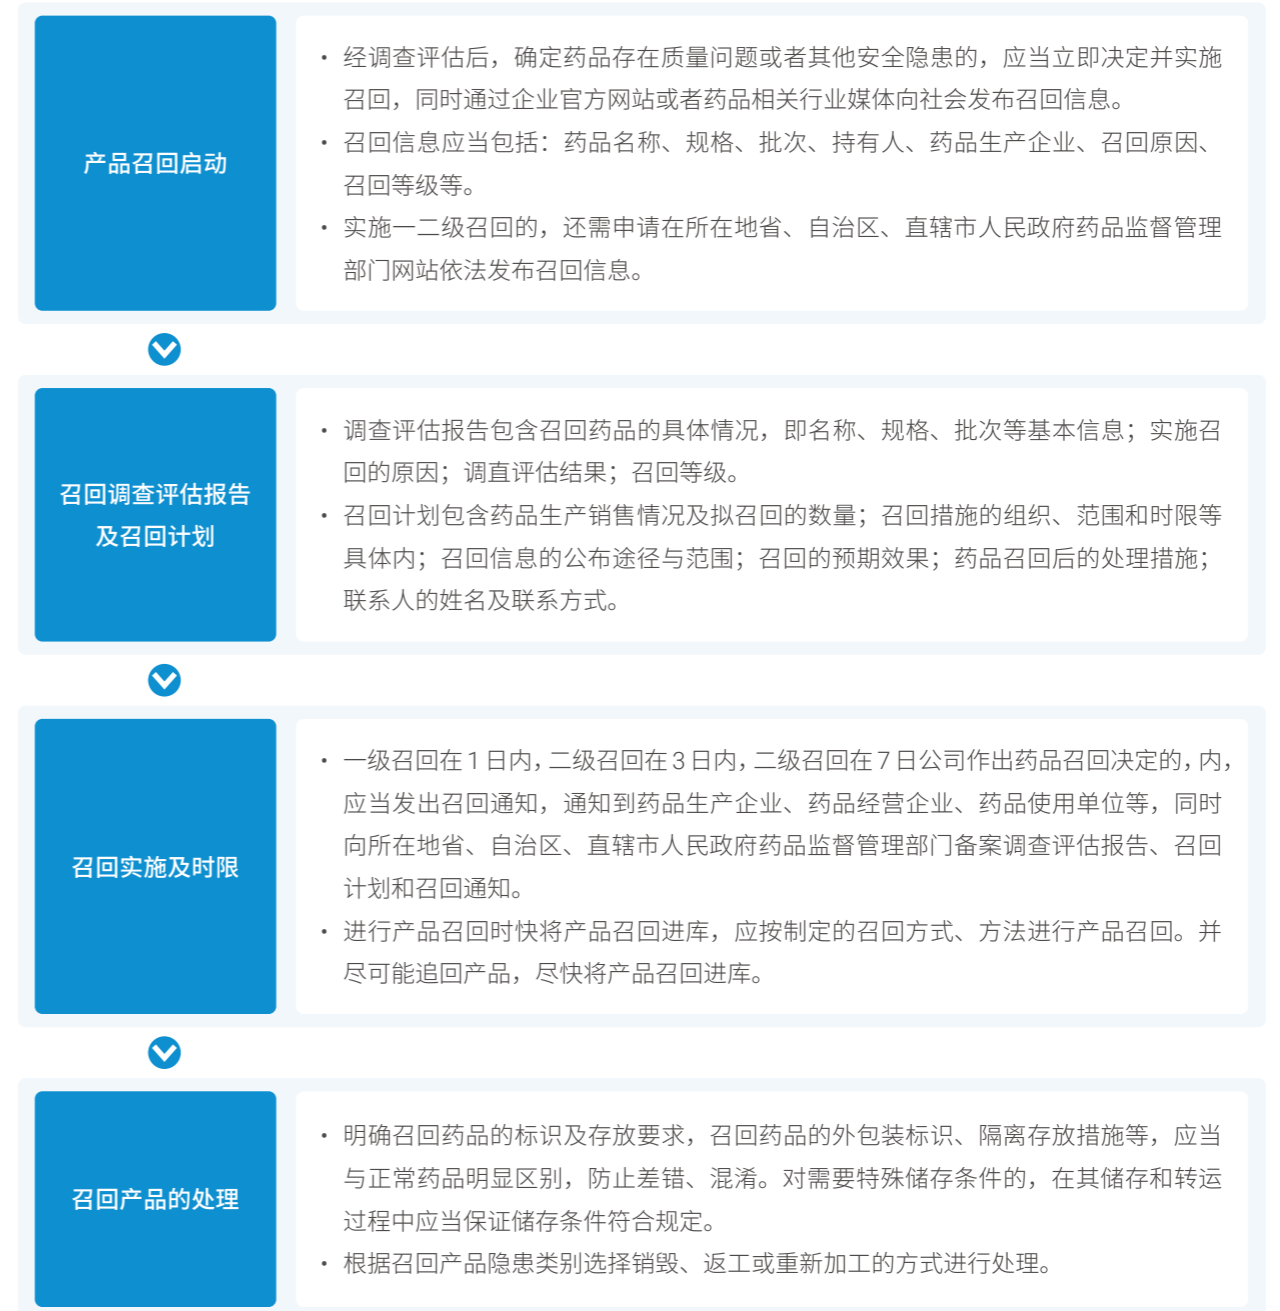 产品召回启动
• 经调查评估后，确定药品存在质量问题或者其他安全隐患的，应当立即决定并实施
召回，同时通过企业官方网站或者药品相关行业媒体向社会发布召回信息。
• 召回信息应当包括：药品名称、规格、批次、持有人、药品生产企业、召回原因、
召回等级等。
• 实施一二级召回的，还需申请在所在地省、自治区、直辖市人民政府药品监督管理
部门网站依法发布召回信息。
召回调查评估报告
及召回计划
• 调查评估报告包含召回药品的具体情况，即名称、规格、批次等基本信息；实施召
回的原因；调直评估结果；召回等级。
• 召回计划包含药品生产销售情况及拟召回的数量；召回措施的组织、范围和时限等
具体内；召回信息的公布途径与范围；召回的预期效果；药品召回后的处理措施；
联系人的姓名及联系方式。
召回实施及时限
• 一级召回在 1 日内，二级召回在 3 日内，二级召回在 7 日公司作出药品召回决定的，内，
应当发出召回通知，通知到药品生产企业、药品经营企业、药品使用单位等，同时
向所在地省、自治区、直辖市人民政府药品监督管理部门备案调查评估报告、召回
计划和召回通知。
• 进行产品召回时快将产品召回进库，应按制定的召回方式、方法进行产品召回。并
尽可能追回产品，尽快将产品召回进库。
召回产品的处理
• 明确召回药品的标识及存放要求，召回药品的外包装标识、隔离存放措施等，应当
与正常药品明显区别，防止差错、混淆。对需要特殊储存条件的，在其储存和转运
过程中应当保证储存条件符合规定。
• 根据召回产品隐患类别选择销毁、返工或重新加工的方式进行处理。